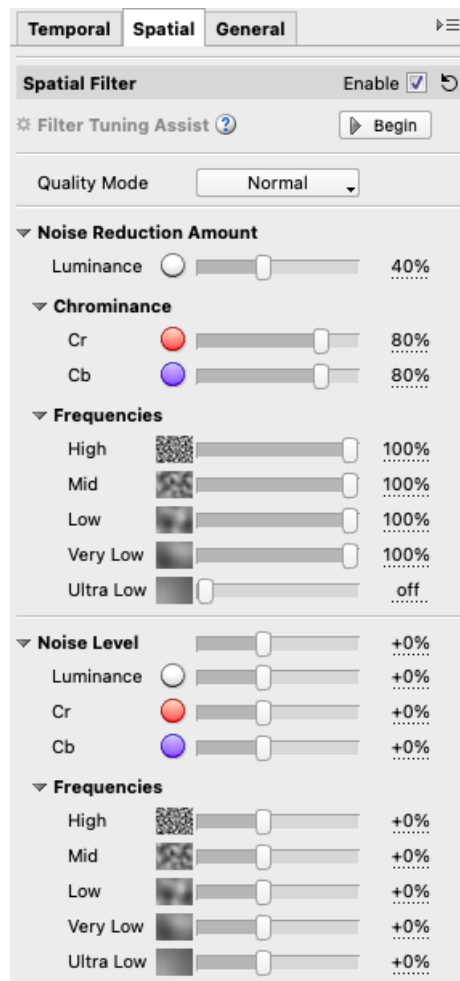 Temporal Spatial General
Spatial Filter Enable
Filter Tuning Assist ? Begin
Quality Mode Normal
Noise Reduction Amount
Luminance 40%
Chrominance
Cr 80%
Cb 80%
Frequencies
High 100%
Mid 100%
Low 100%
Very Low 100%
Ultra Low off
Noise Level +0%
Luminance +0%
Cr +0%
Cb +0%
Frequencies
High +0%
Mid +0%
Low +0%
Very Low +0%
Ultra Low +0%